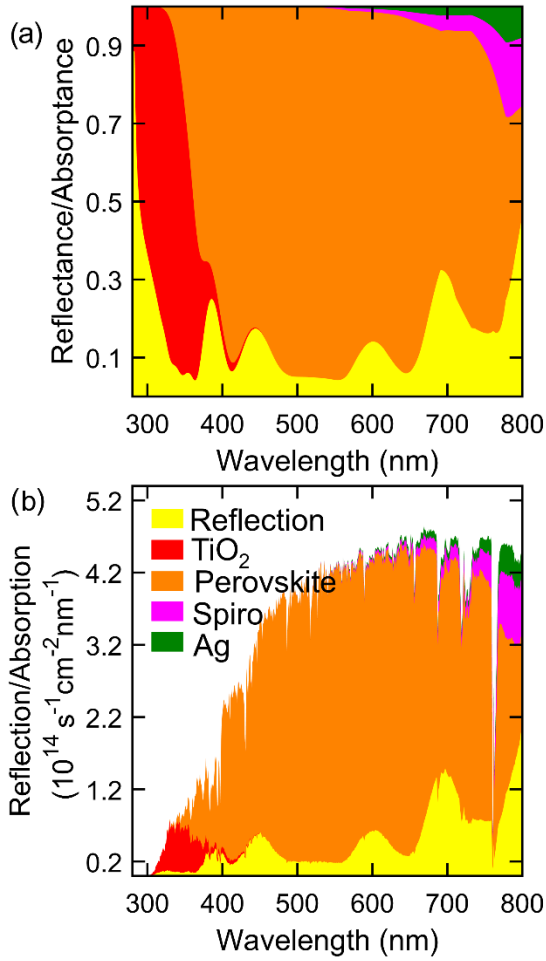 (a)
Reflectance/Absorptance
0.9
0.7
0.5
0.3
0.1
300 400 500 600 700 800
Wavelength (nm)
(b)
Reflection/Absorption
(10¹⁴ s⁻¹cm⁻²nm⁻¹)
5.2
4.2
3.2
2.2
1.2
0.2
Reflection
TiO₂
Perovskite
Spiro
Ag
300 400 500 600 700 800
Wavelength (nm)